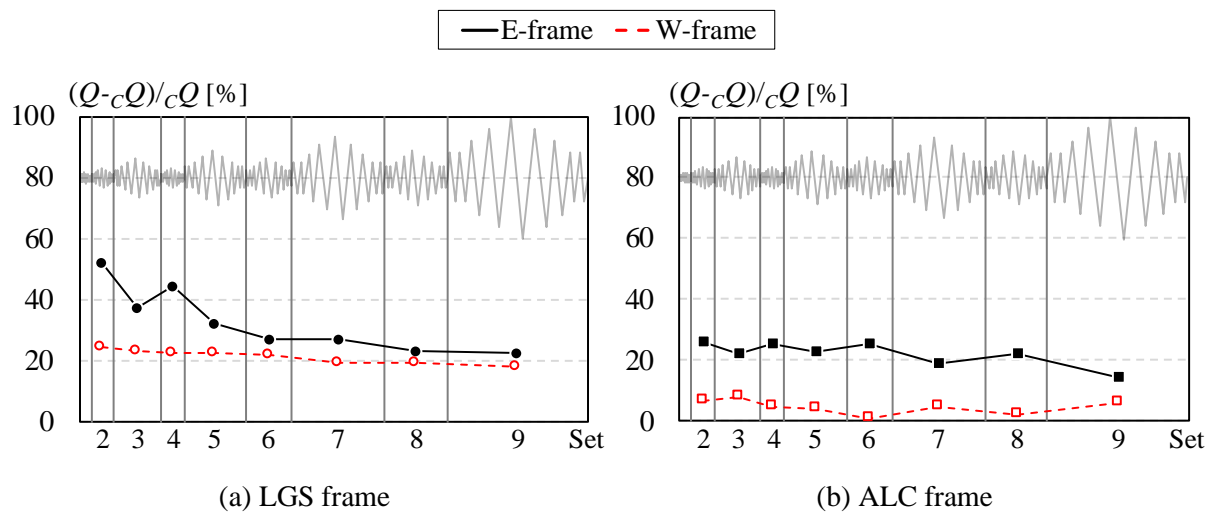 E-frame W-frame
(Q-CQ)/CQ [%] (Q-CQ)/CQ [%]
100 100
80 80
60 60
40 40
20 20
0 0
2 3 4 5 6 7 8 9 Set 2 3 4 5 6 7 8 9 Set
(a) LGS frame (b) ALC frame